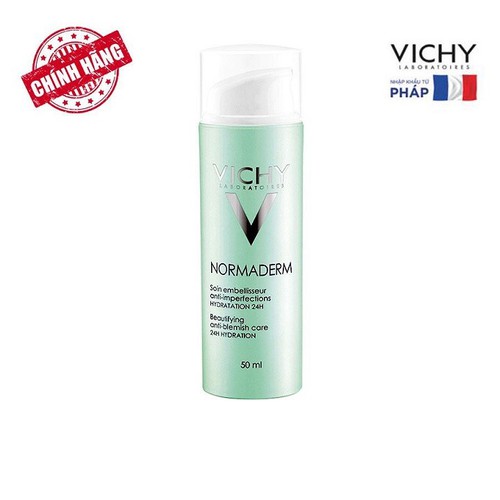 CHÍNH HÃNG
VICHY
LABORATOIRES
NHẬP KHẨU TỪ
PHÁP
VICHY
LABORATOIRES
NORMADERM
Soin embellisseur
anti-imperfections
HYDRATATION 24H
Beautifying
anti-blemish care
24H HYDRATION
50 ml